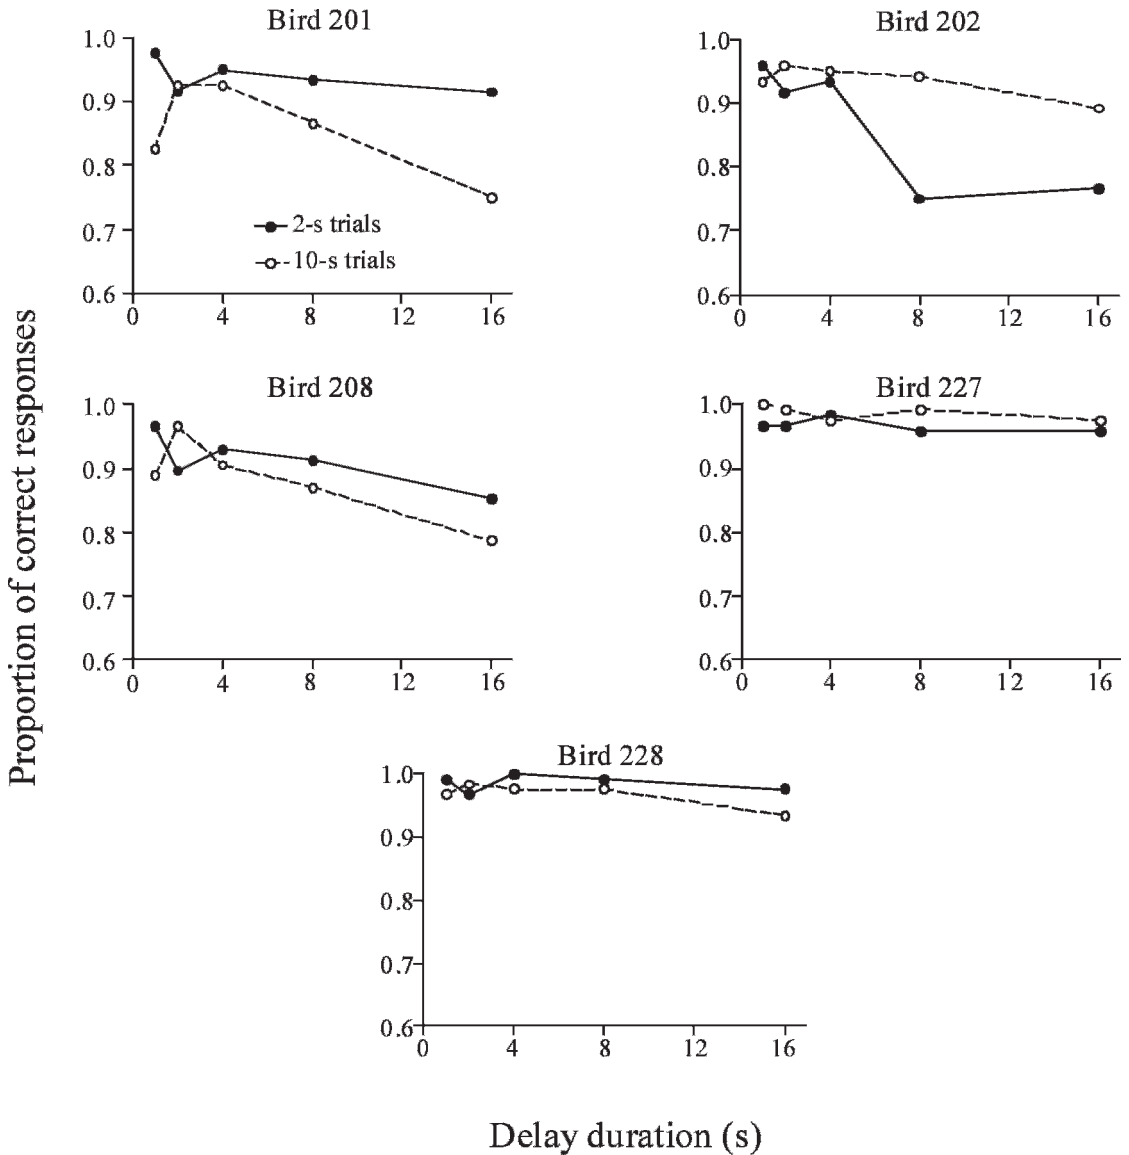 Bird 201
1.0
0.9
0.8
0.7
0.6
0 4 8 12 16
2-s trials
10-s trials
Bird 202
1.0
0.9
0.8
0.7
0.6
0 4 8 12 16
Bird 208
1.0
0.9
0.8
0.7
0.6
0 4 8 12 16
Bird 227
1.0
0.9
0.8
0.7
0.6
0 4 8 12 16
Bird 228
1.0
0.9
0.8
0.7
0.6
0 4 8 12 16
Proportion of correct responses
Delay duration (s)